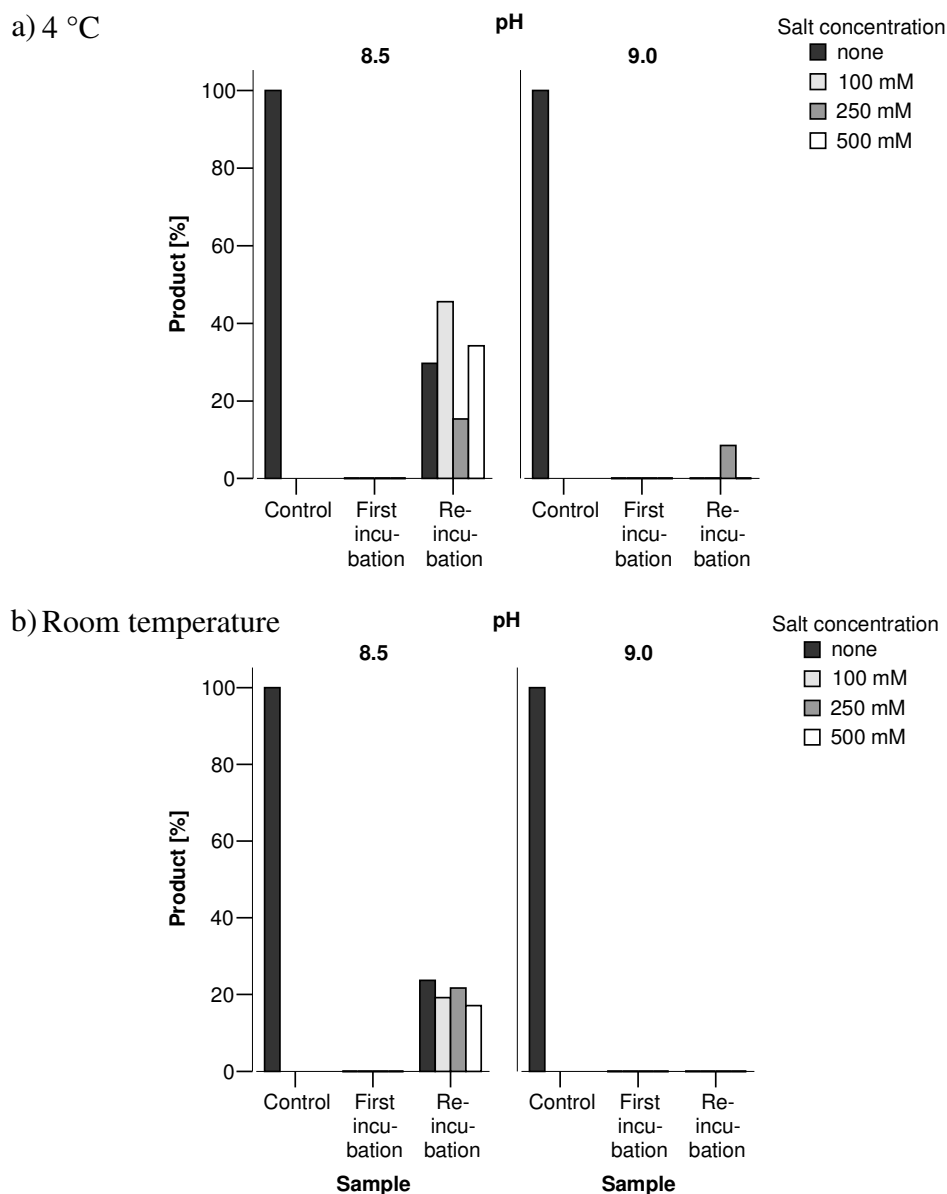 a) 4 °C
pH
8.5
9.0
Salt concentration
none
100 mM
250 mM
500 mM
Product [%]
100
80
60
40
20
0
Control
First
incu-
bation
Re-
incu-
bation
Control
First
incu-
bation
Re-
incu-
bation
b) Room temperature
pH
8.5
9.0
Salt concentration
none
100 mM
250 mM
500 mM
Product [%]
100
80
60
40
20
0
Control
First
incu-
bation
Re-
incu-
bation
Control
First
incu-
bation
Re-
incu-
bation
Sample
Sample